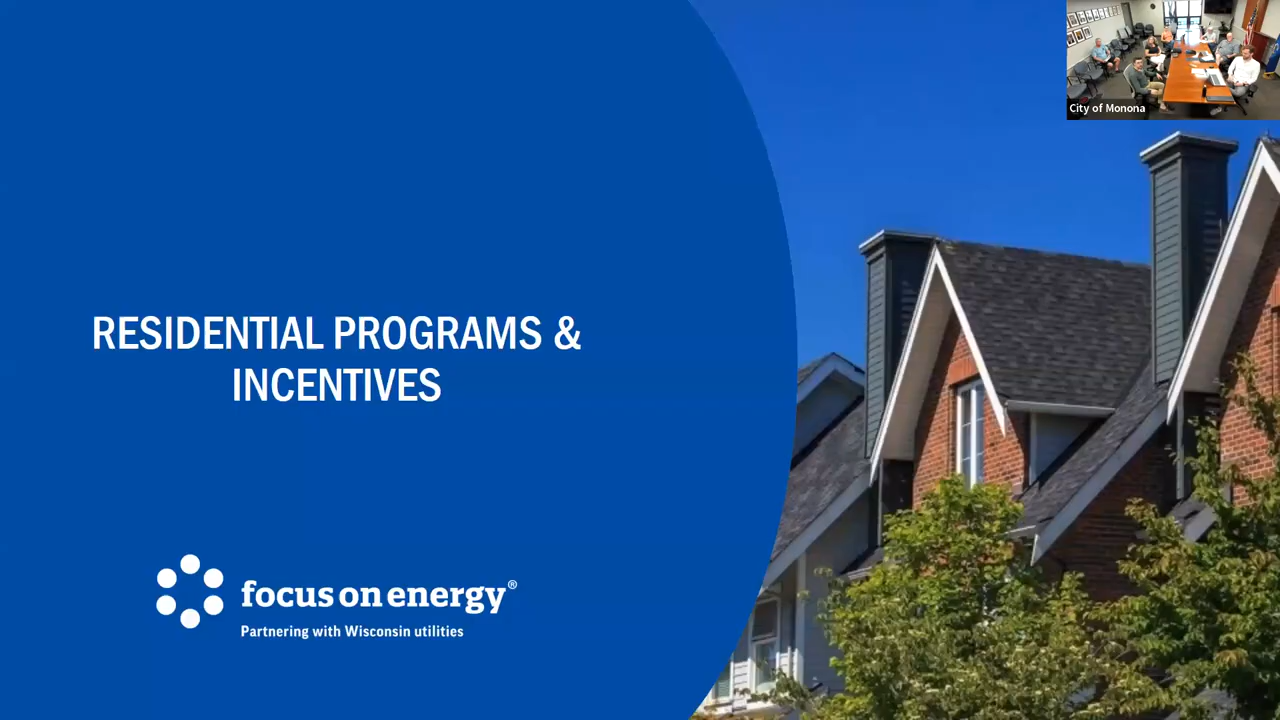 City of Monona
RESIDENTIAL PROGRAMS &
INCENTIVES
focus on energy®
Partnering with Wisconsin utilities